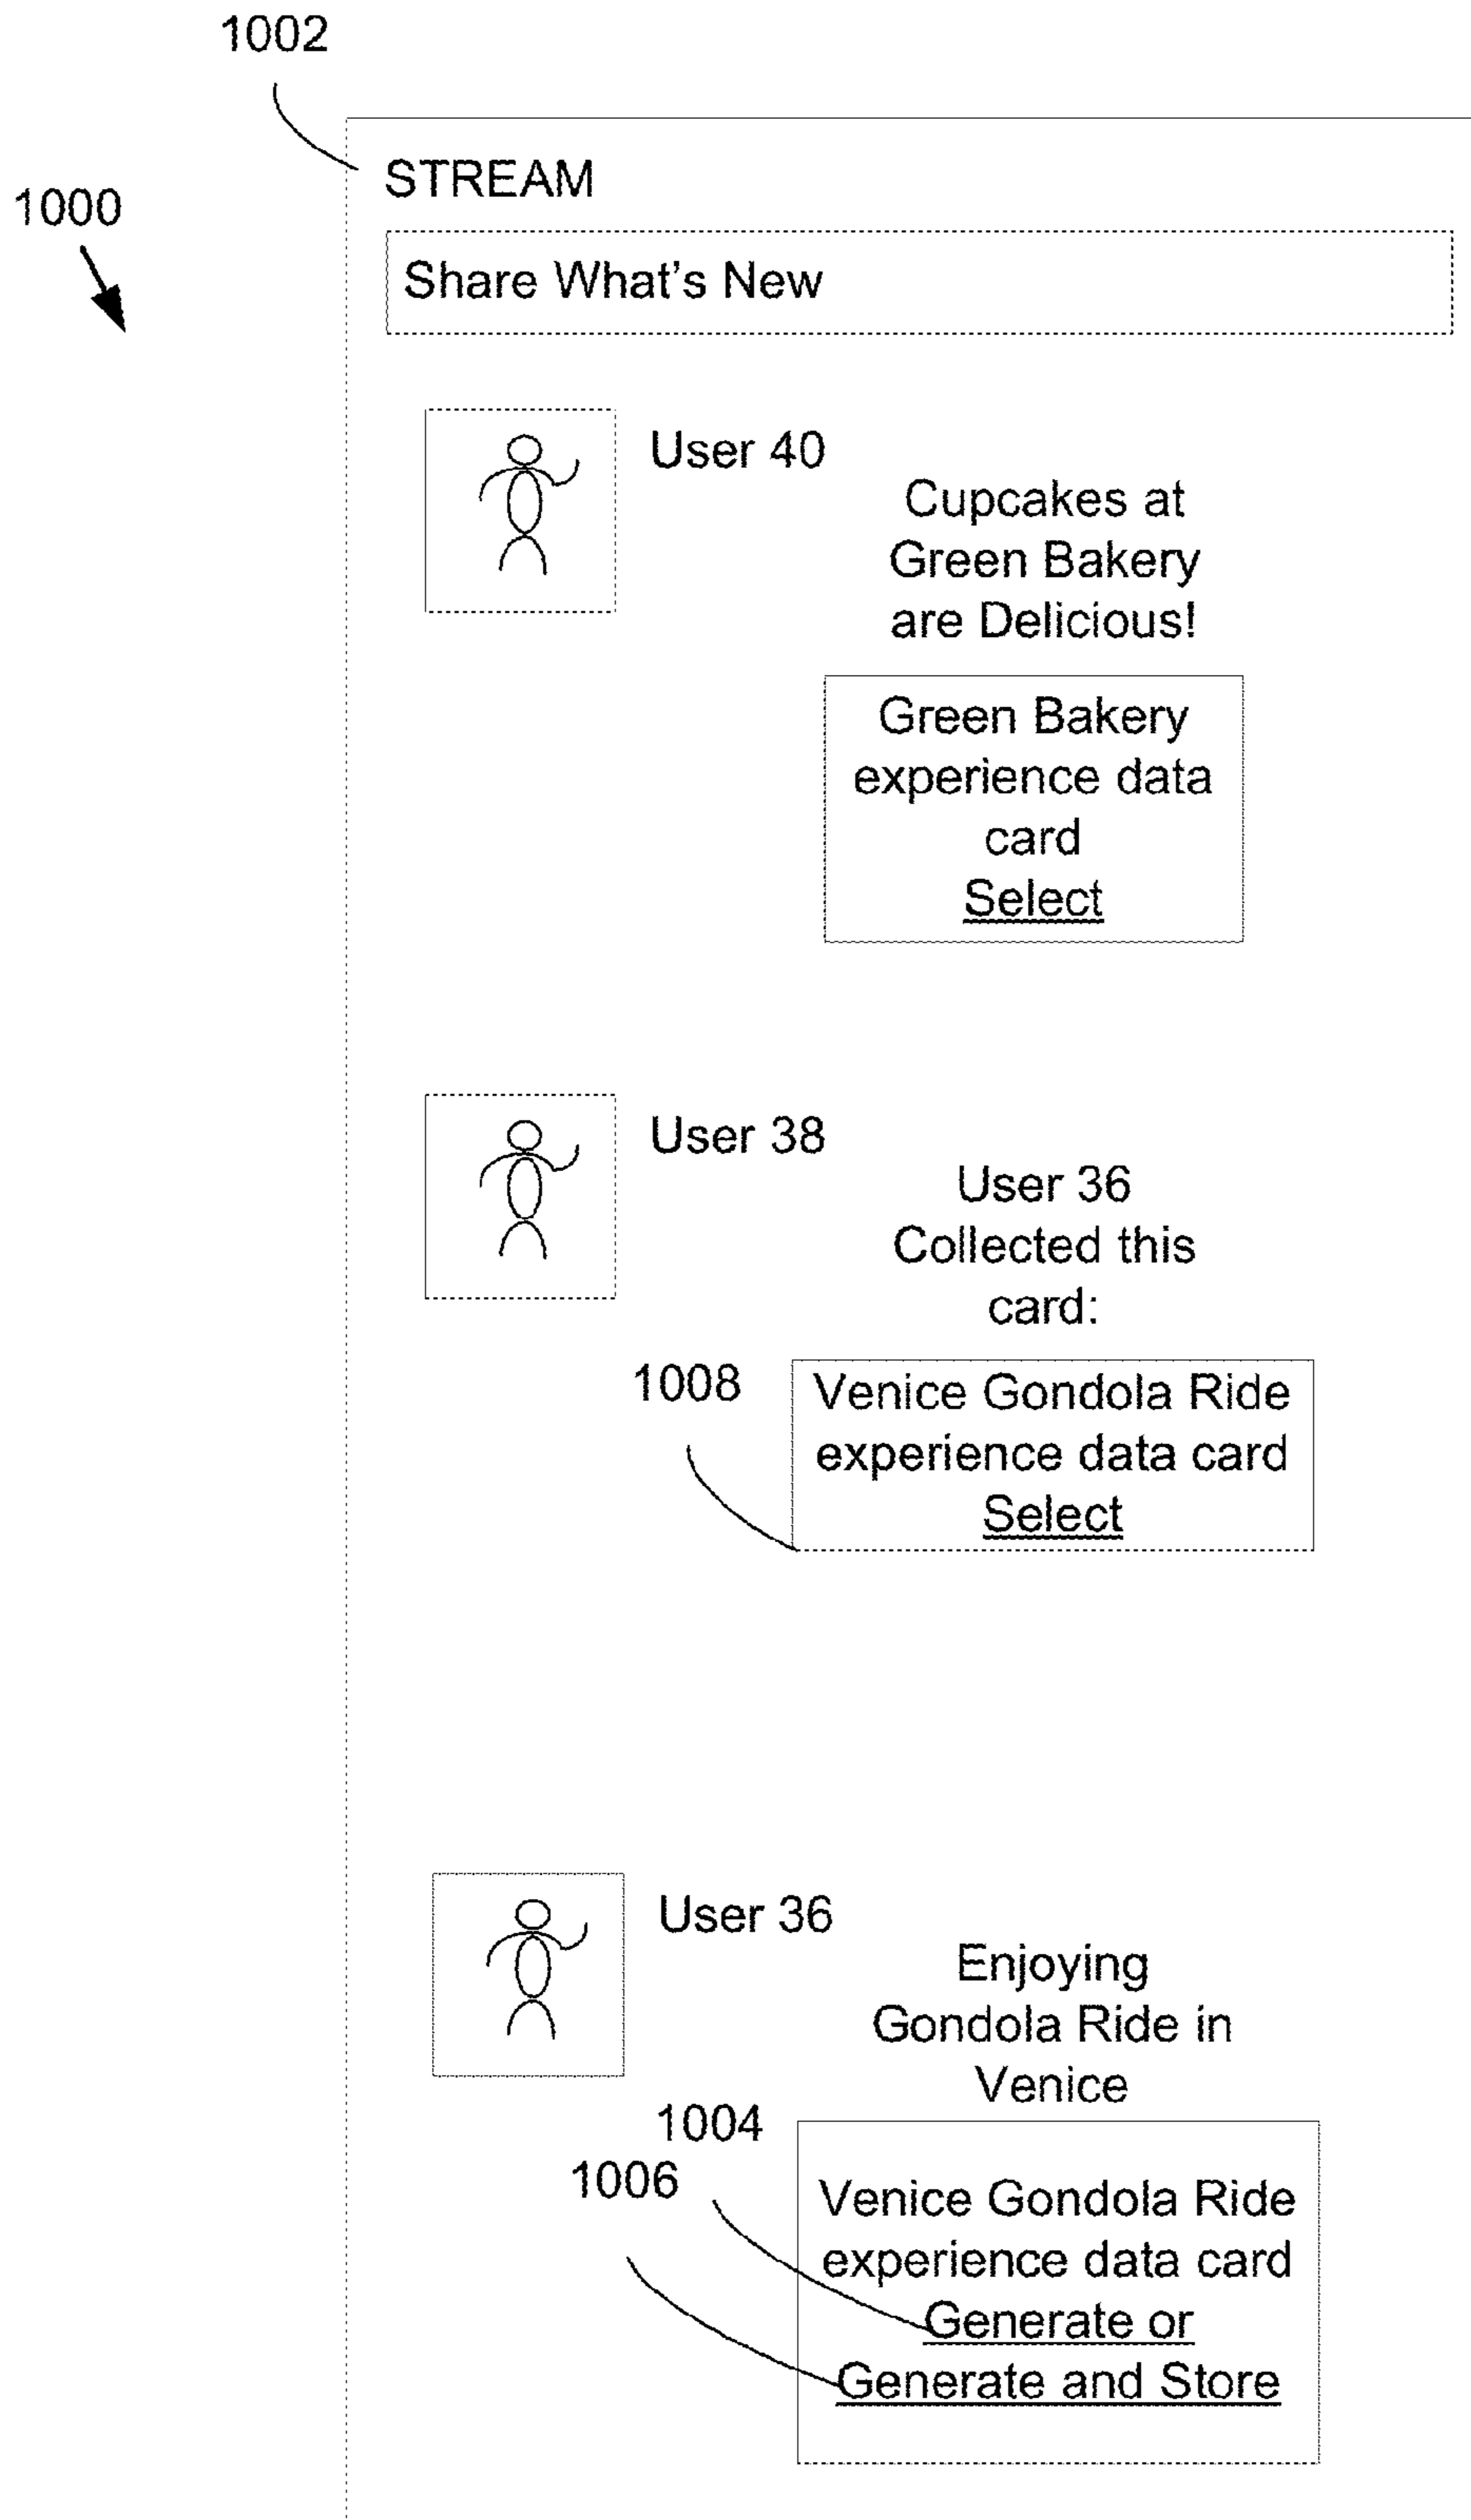 1002
1000
STREAM
Share What's New
User 40
Cupcakes at
Green Bakery
are Delicious!
Green Bakery
experience data
card
Select
User 38
User 36
Collected this
card:
1008
Venice Gondola Ride
experience data card
Select
User 36
Enjoying
Gondola Ride in
Venice
1004
1006
Venice Gondola Ride
experience data card
Generate or
Generate and Store